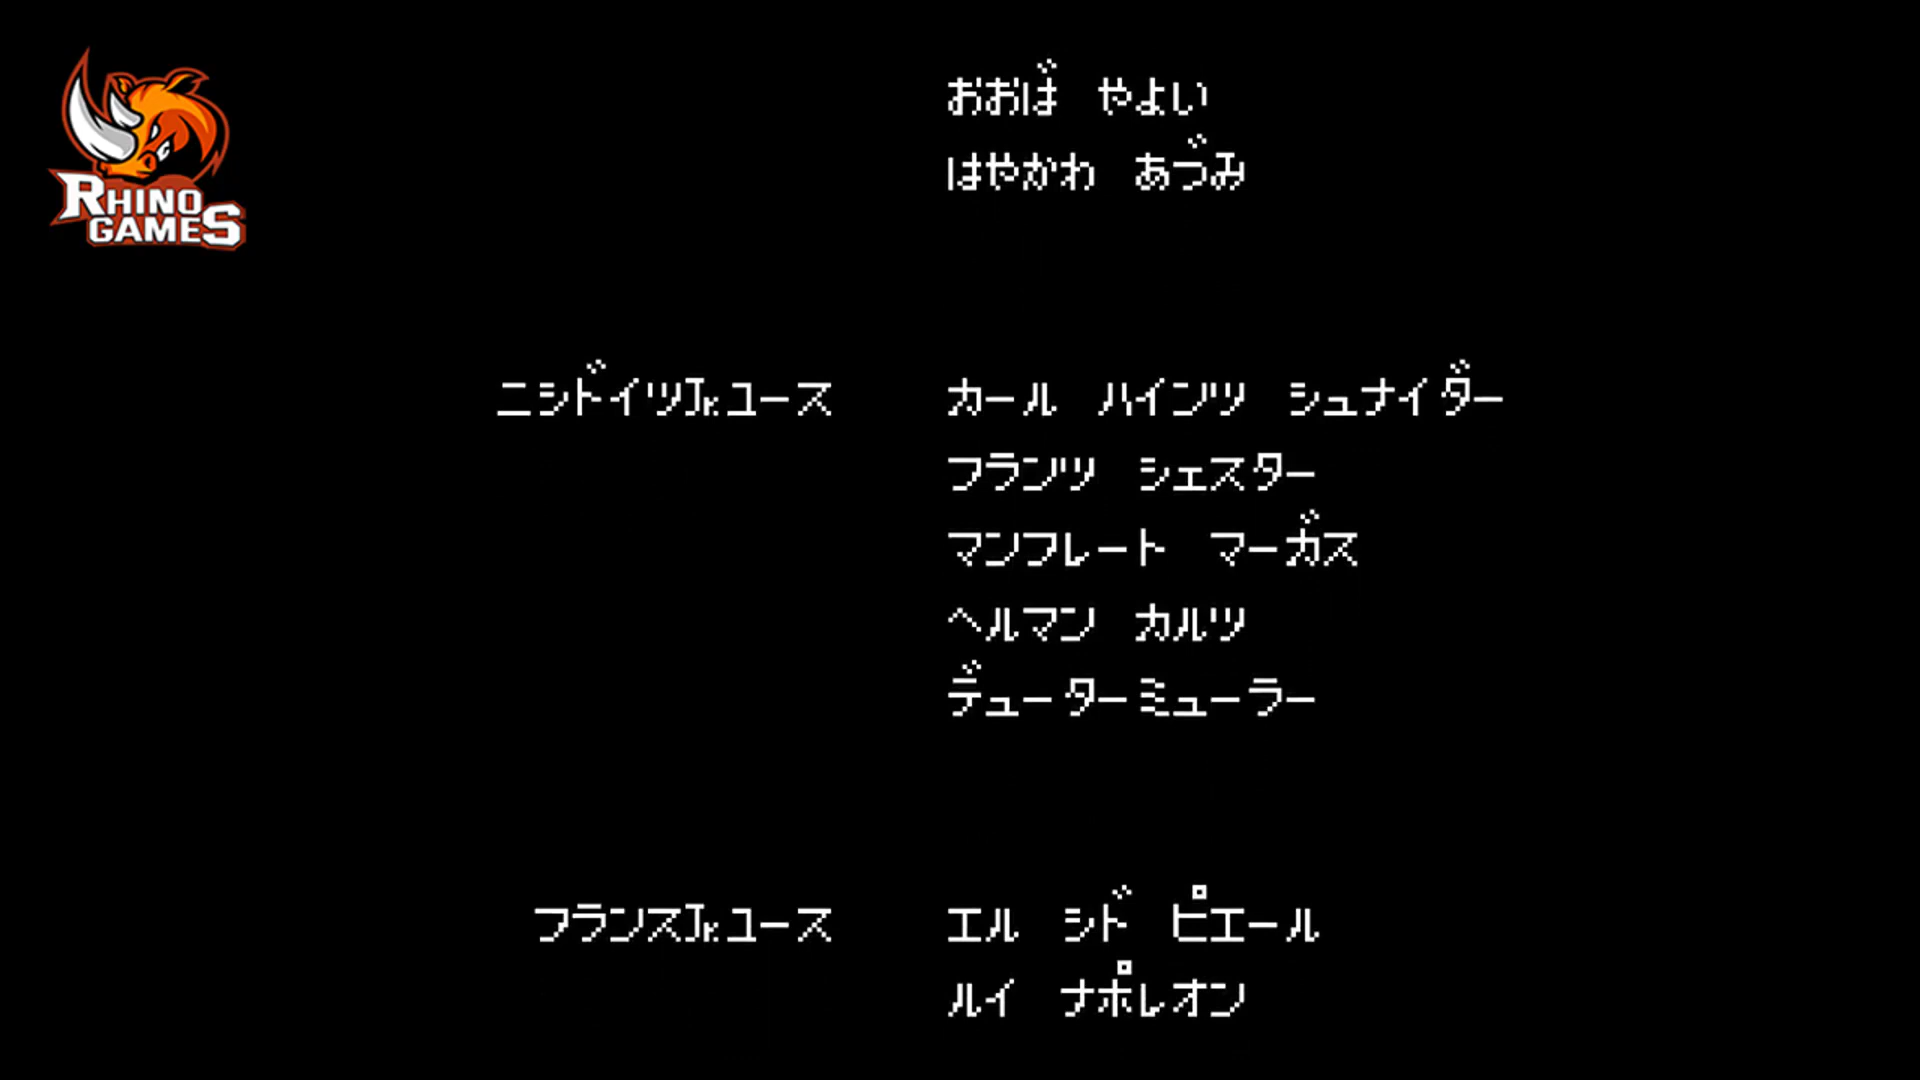 RHINO
GAMES
おおば やよい
はやかわ あづみ
ニシドイツJr.ユース カール ハインツ シュナイダー
フランツ シェスター
マンフレート マーガス
ヘルマン カルツ
デューターミューラー
フランスJr.ユース エル シド ピエール
ルイ ナポレオン